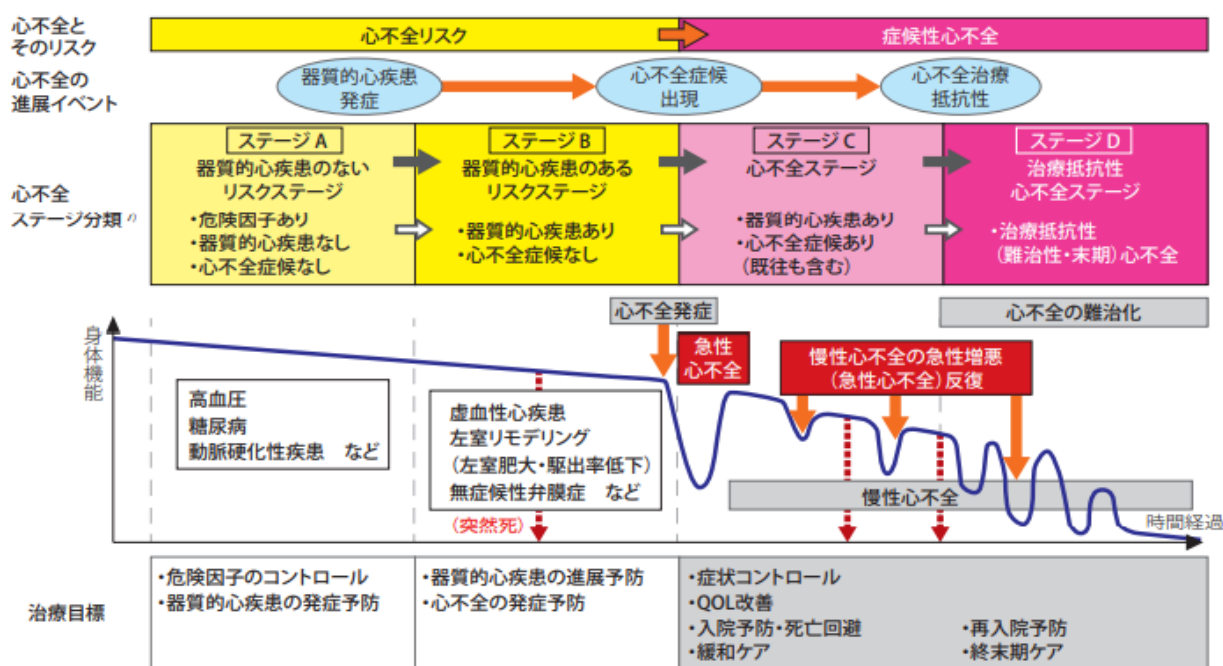 心不全と
そのリスク
心不全リスク
症候性心不全
心不全の
進展イベント
器質的心疾患
発症
心不全症候
出現
心不全治療
抵抗性
心不全
ステージ分類
ステージA
器質的心疾患のない
リスクステージ
・危険因子あり
・器質的心疾患なし
・心不全症候なし
ステージB
器質的心疾患のある
リスクステージ
・器質的心疾患あり
・心不全症候なし
ステージC
心不全ステージ
・器質的心疾患あり
・心不全症候あり
(既往も含む)
ステージD
治療抵抗性
心不全ステージ
・治療抵抗性
(難治性・末期)心不全
身体機能
心不全発症
心不全の難治化
急性
心不全
慢性心不全の急性増悪
(急性心不全)反復
高血圧
糖尿病
動脈硬化性疾患 など
虚血性心疾患
左室リモデリング
(左室肥大・駆出率低下)
無症候性弁膜症 など
(突然死)
慢性心不全
時間経過
治療目標
・危険因子のコントロール
・器質的心疾患の発症予防
・器質的心疾患の進展予防
・心不全の発症予防
・症状コントロール
・QOL改善
・入院予防・死亡回避
・緩和ケア
・再入院予防
・終末期ケア